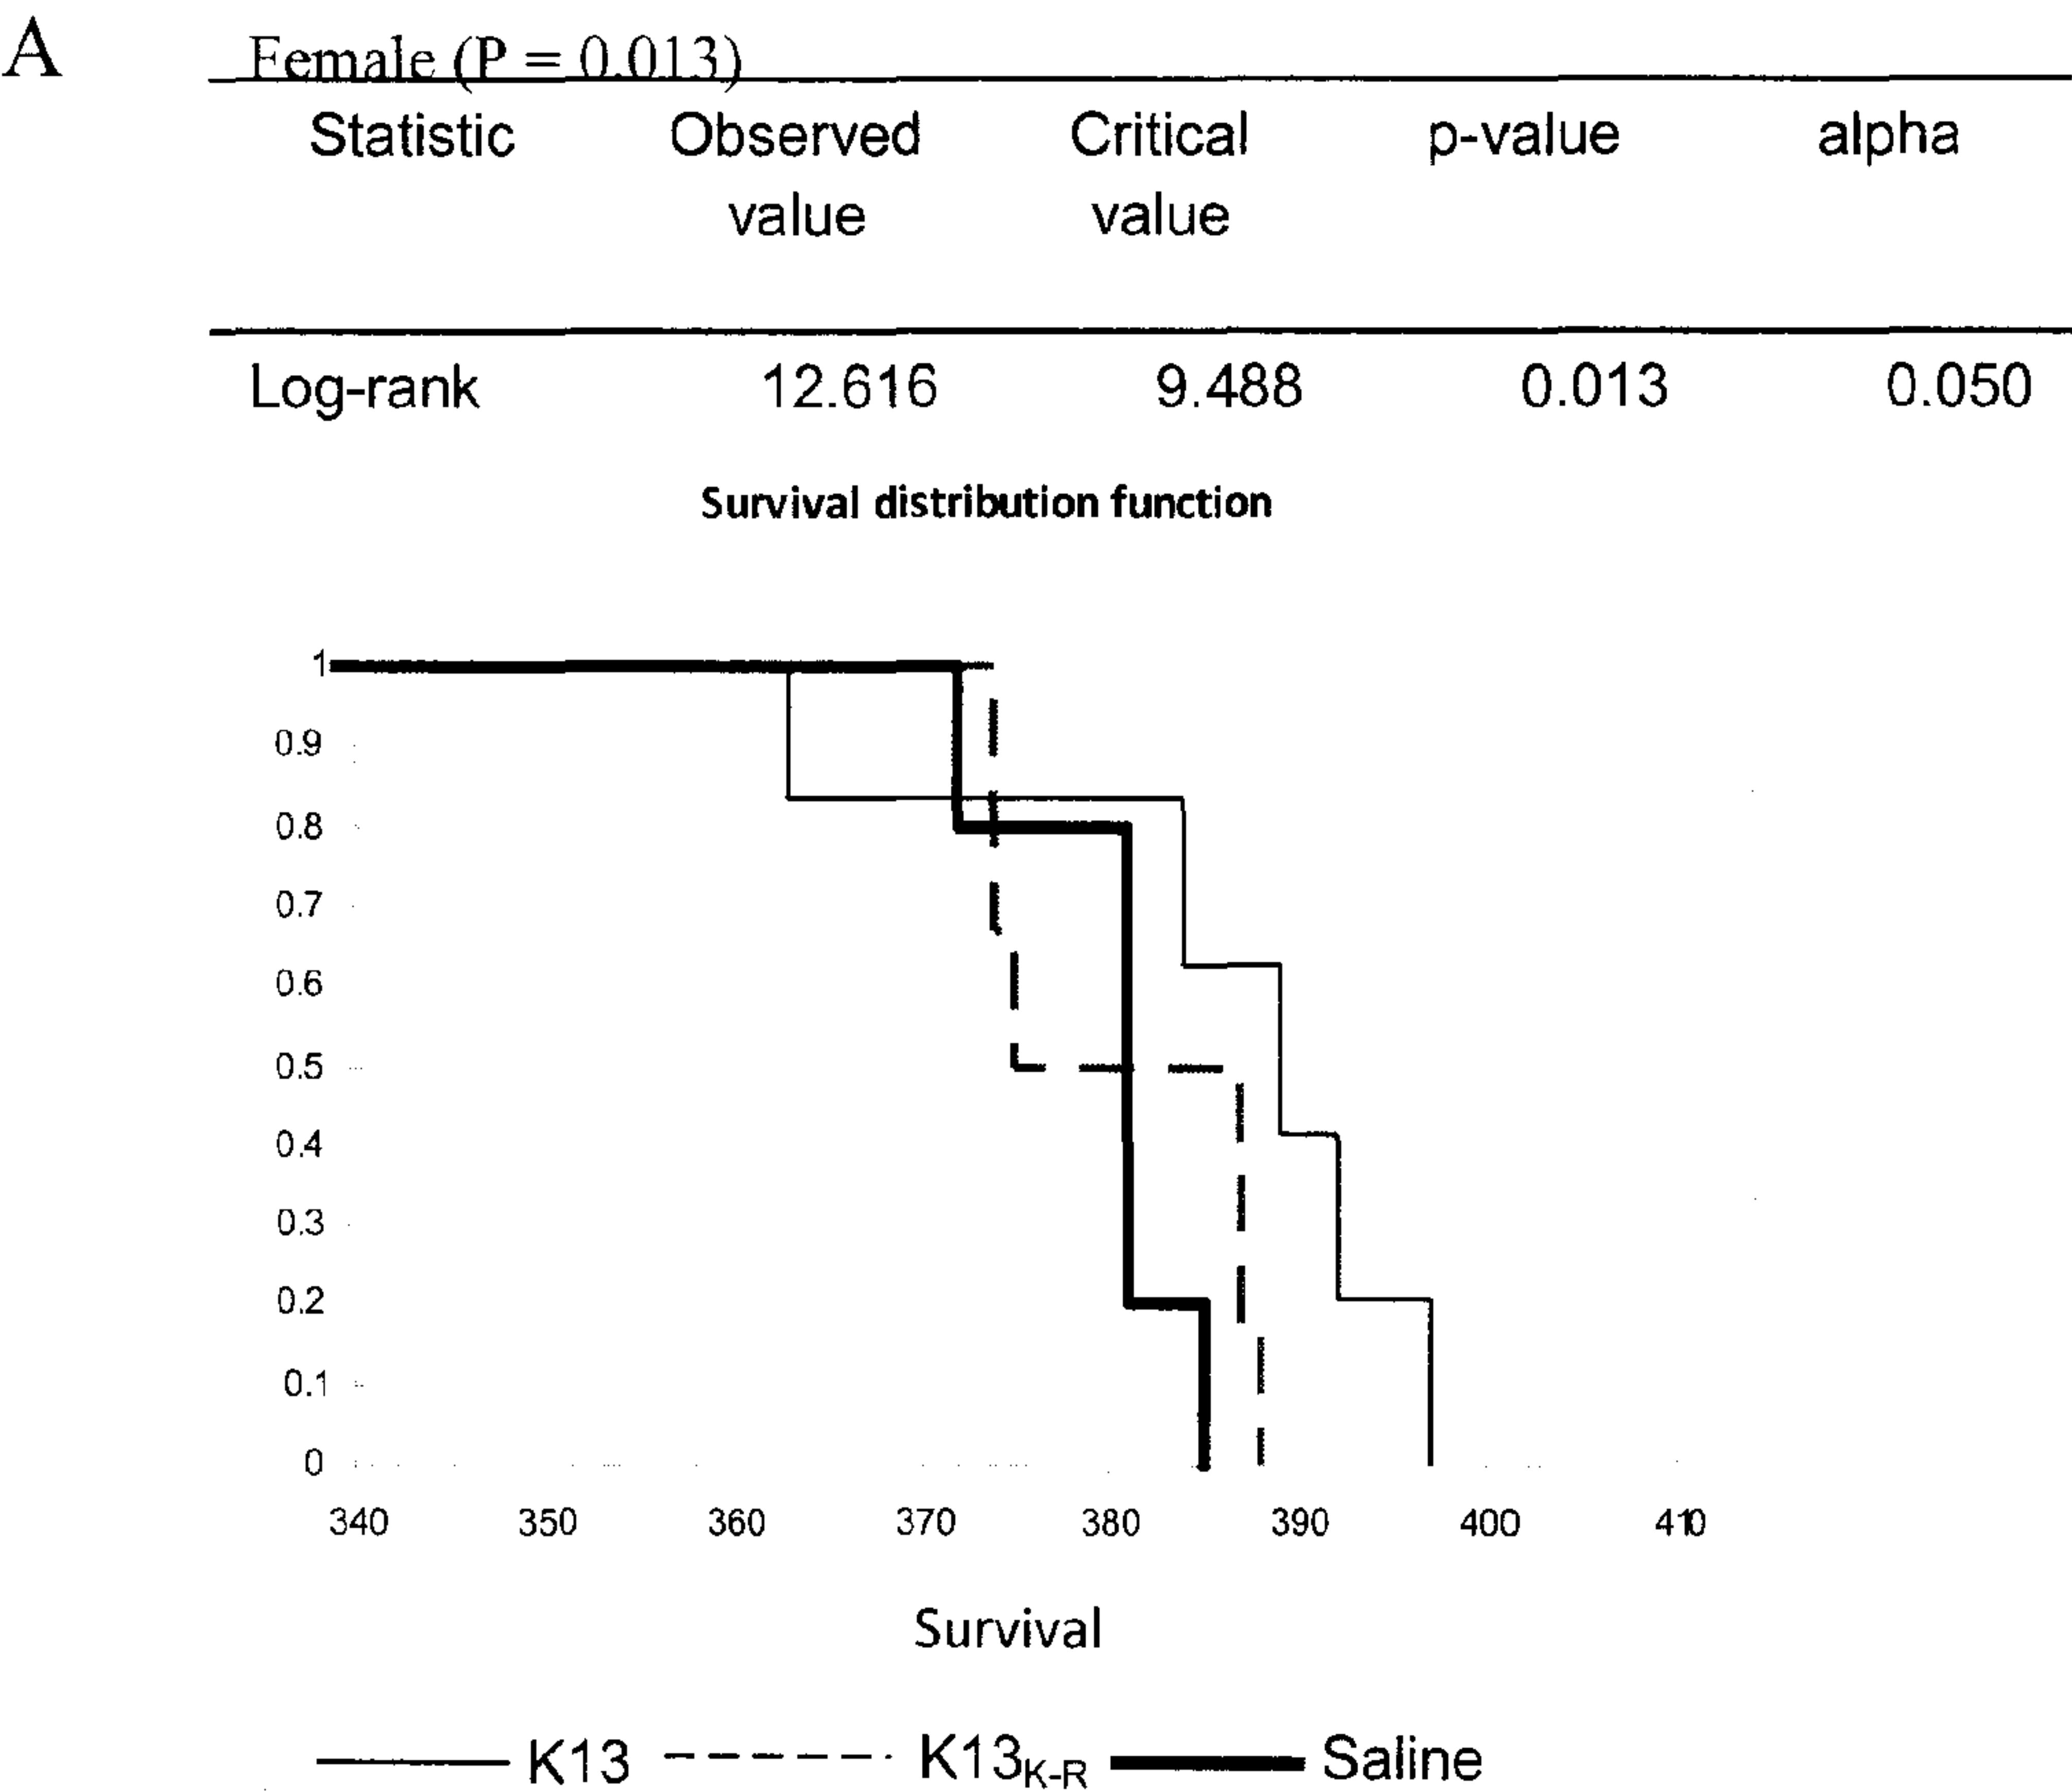 A
Female (P = 0.013)
Statistic Observed value Critical value p-value alpha
Log-rank 12.616 9.488 0.013 0.050
Survival distribution function
1
0.9
0.8
0.7
0.6
0.5
0.4
0.3
0.2
0.1
0
340 350 360 370 380 390 400 410
Survival
K13 K13K-R Saline